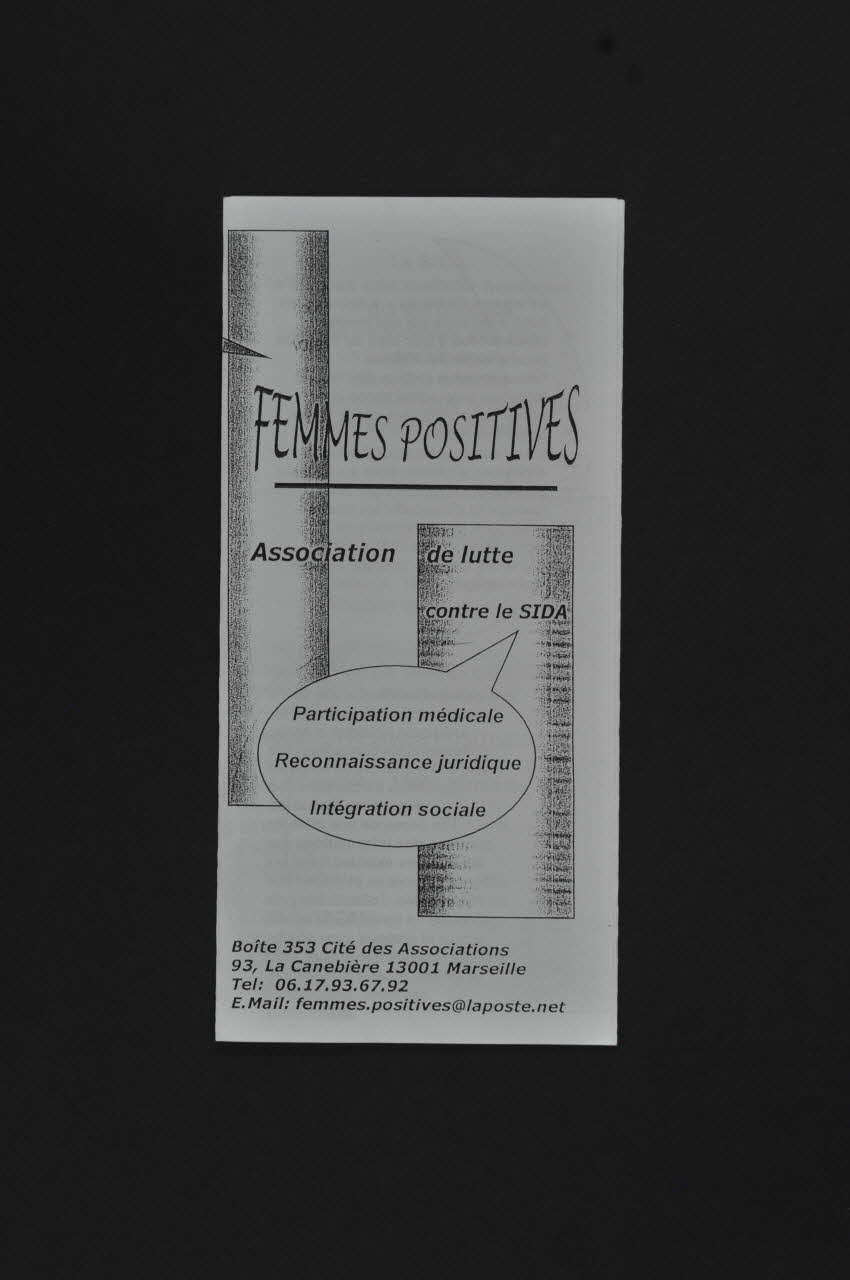 FEMMES POSITIVES
Association de lutte
contre le SIDA
Participation médicale
Reconnaissance juridique
Intégration sociale
Boîte 353 Cité des Associations
93, La Canebière 13001 Marseille
Tel: 06.17.93.67.92
E.Mail: femmes.positives@laposte.net